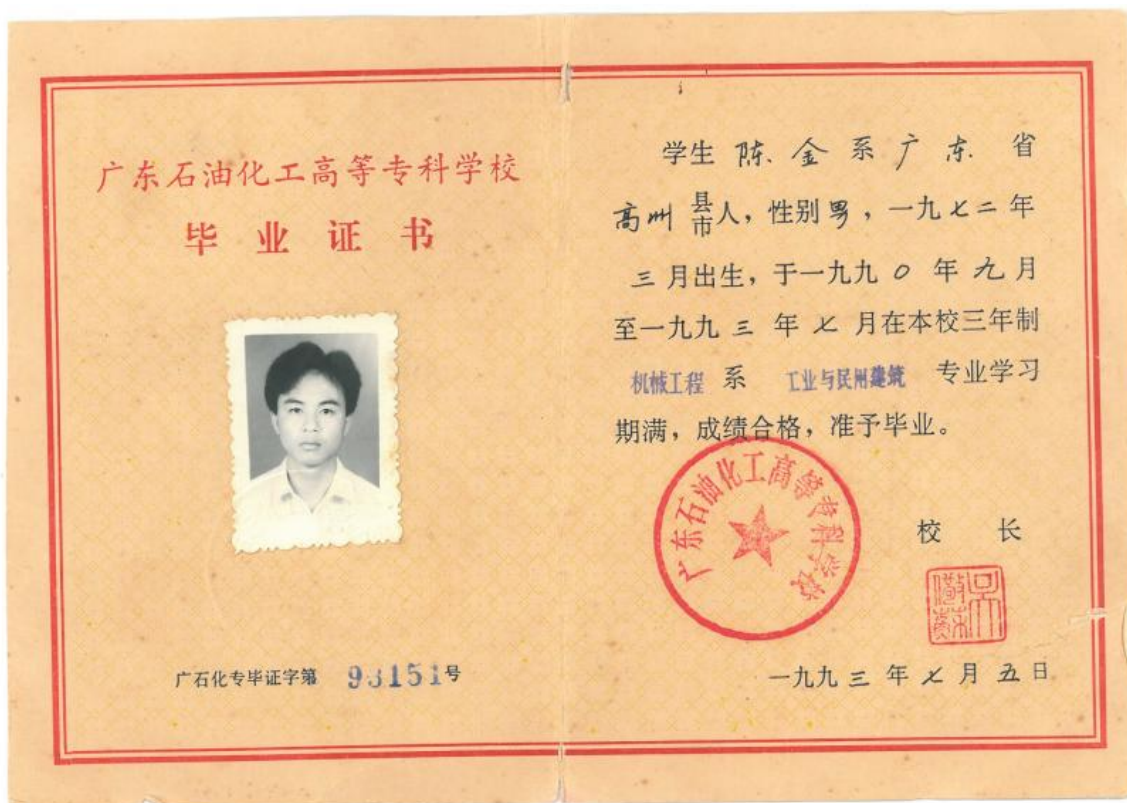 广东石油化工高等专科学校
毕业证书
广石化专毕证字第 93151号
学生 陈金 系 广东 省
高州 县市人，性别男，一九七二年
三月出生，于一九九〇年九月
至一九九三年七月在本校三年制
机械工程 系 工业与民用建筑 专业学习
期满，成绩合格，准予毕业。
广东石油化工高等专科学校
校长
一九九三年七月五日